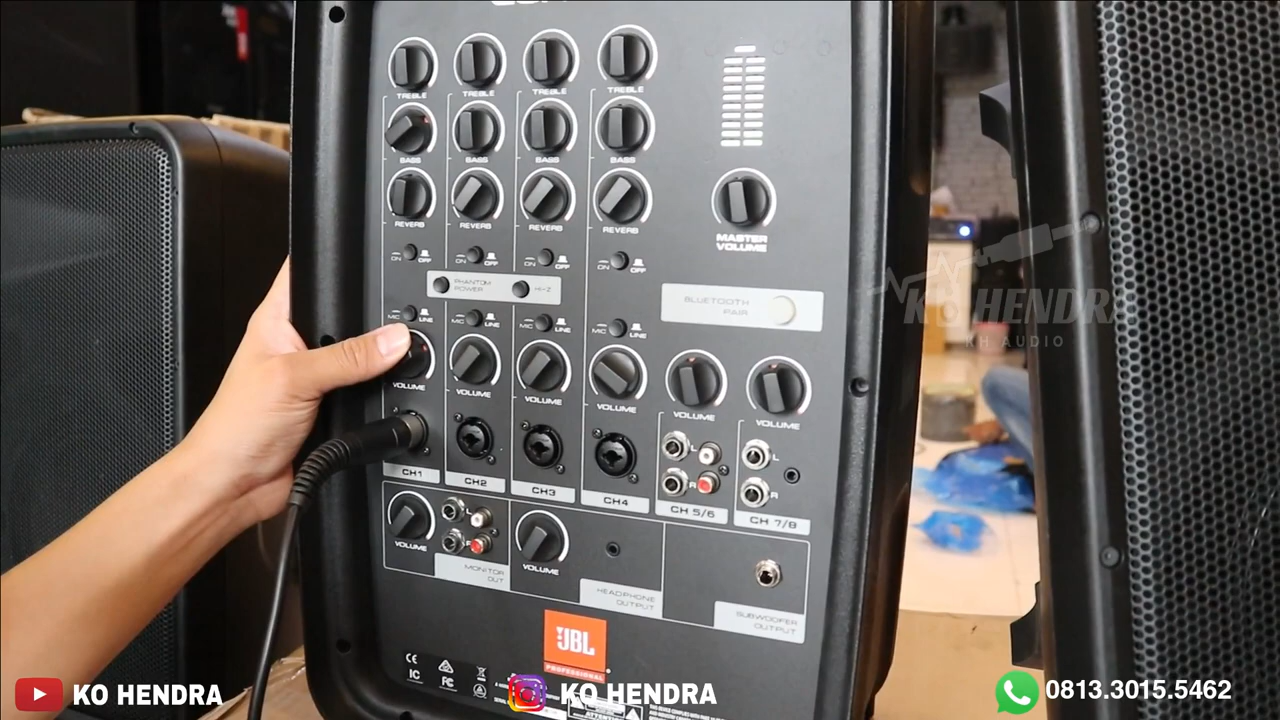 TREBLE TREBLE TREBLE TREBLE
BASS BASS BASS BASS
REVERB REVERB REVERB REVERB
MASTER
VOLUME
ON OFF ON OFF ON OFF
PHANTOM
POWER
HI-Z
BLUETOOTH
PAIR
MIC LINE MIC LINE MIC LINE MIC LINE
VOLUME VOLUME VOLUME VOLUME VOLUME VOLUME
L L
R R
CH1 CH2 CH3 CH4 CH 5/6 CH 7/8
VOLUME
L
R
MONITOR
OUT
VOLUME
HEADPHONE
OUTPUT
SUBWOOFER
OUTPUT
JBL
PROFESSIONAL
CE
IC
FC
KO HENDRA
KH AUDIO
KO HENDRA
KO HENDRA
0813.3015.5462